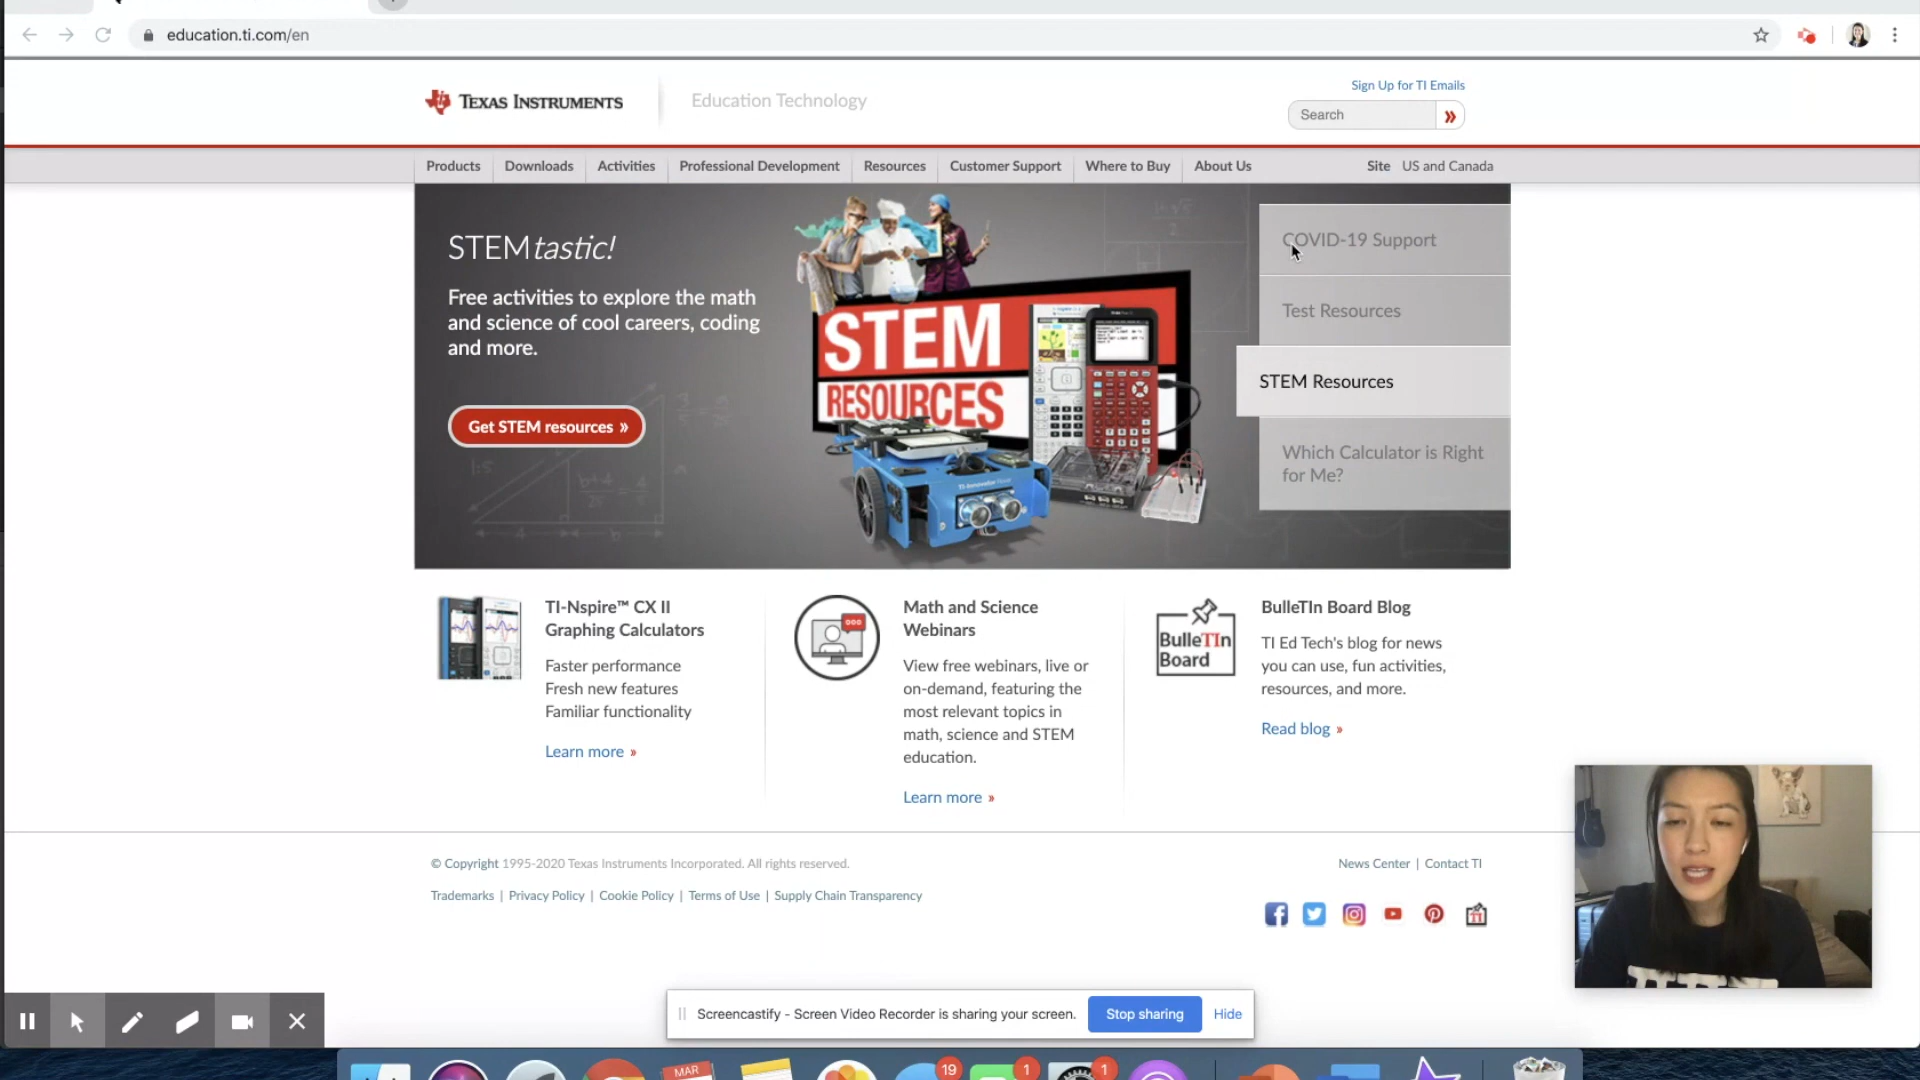 education.ti.com/en
TEXAS INSTRUMENTS
Education Technology
Sign Up for TI Emails
Search
Products
Downloads
Activities
Professional Development
Resources
Customer Support
Where to Buy
About Us
Site US and Canada
STEMtastic!
Free activities to explore the math
and science of cool careers, coding
and more.
Get STEM resources »
STEM
RESOURCES
COVID-19 Support
Test Resources
STEM Resources
Which Calculator is Right
for Me?
TI-Nspire™ CX II
Graphing Calculators
Faster performance
Fresh new features
Familiar functionality
Learn more »
Math and Science
Webinars
View free webinars, live or
on-demand, featuring the
most relevant topics in
math, science and STEM
education.
Learn more »
BulleTIn
Board
BulleTIn Board Blog
TI Ed Tech's blog for news
you can use, fun activities,
resources, and more.
Read blog »
© Copyright 1995-2020 Texas Instruments Incorporated. All rights reserved.
News Center | Contact TI
Trademarks | Privacy Policy | Cookie Policy | Terms of Use | Supply Chain Transparency
Screencastify - Screen Video Recorder is sharing your screen.
Stop sharing
Hide
MAR
19
1
1